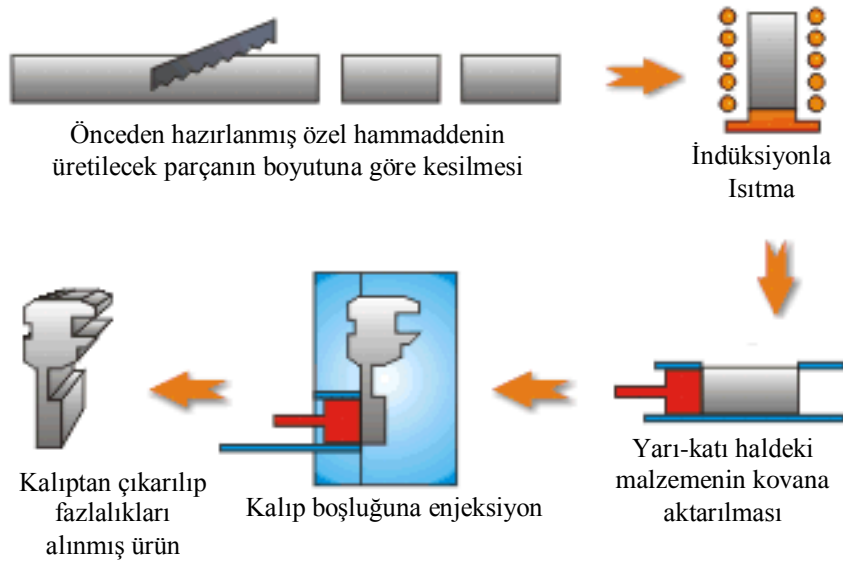 Önceden hazırlanmış özel hammaddenin
üretilecek parçanın boyutuna göre kesilmesi
İndüksiyonla
Isıtma
Yarı-katı haldeki
malzemenin kovana
aktarılması
Kalıp boşluğuna enjeksiyon
Kalıptan çıkarılıp
fazlalıkları
alınmış ürün